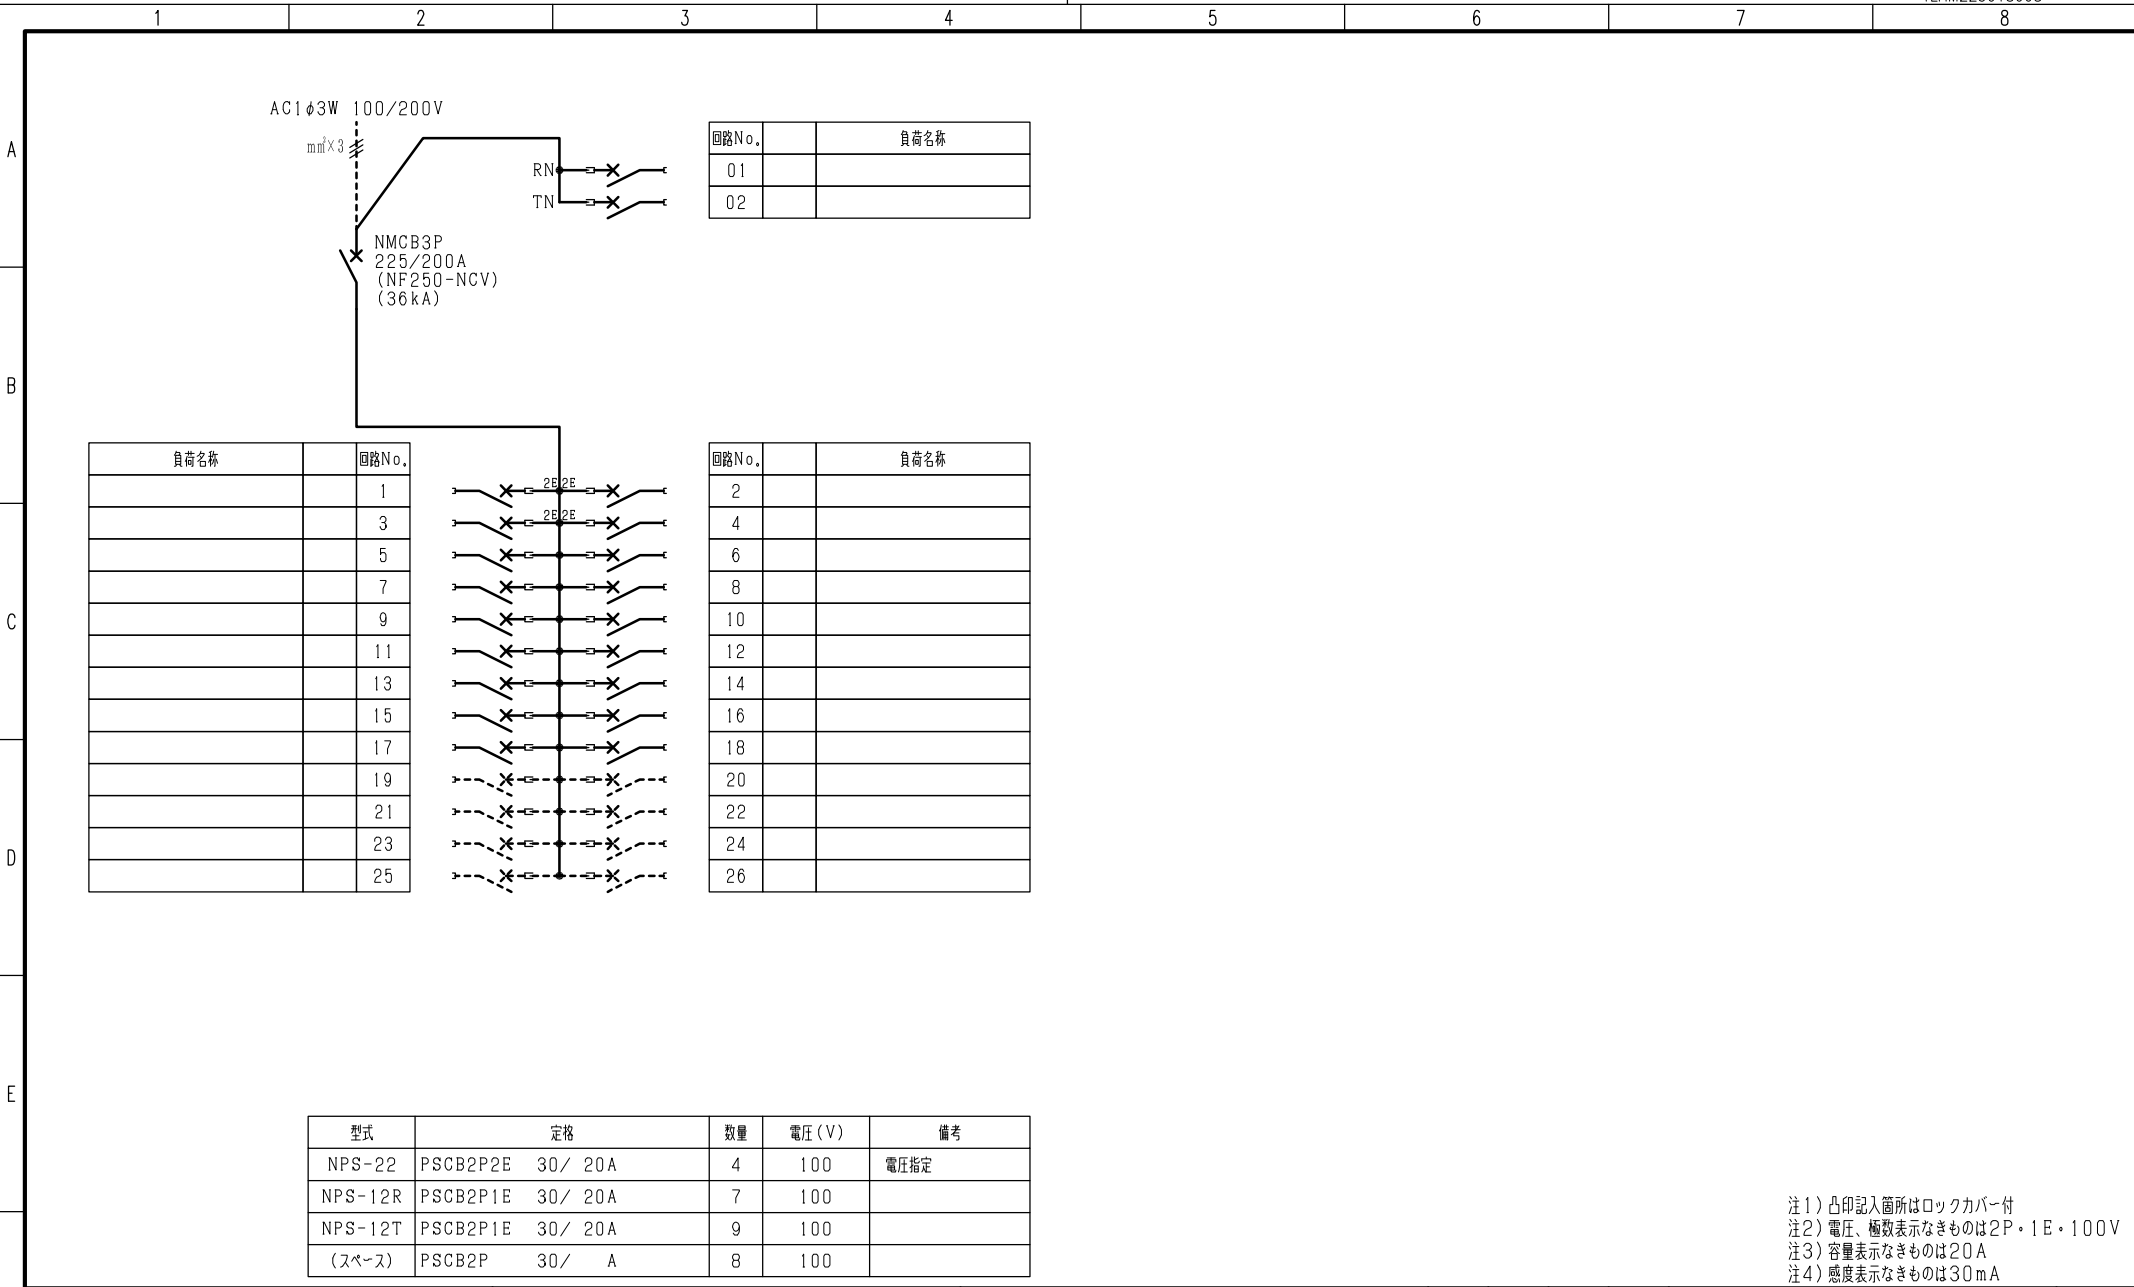 1 2 3 4 5 6 7 8
A
B
C
D
E
AC1φ3W 100/200V
mm²×3
RN
TN
NMCB3P
225/200A
(NF250-NCV)
(36kA)
回路No. 負荷名称
01
02
負荷名称 回路No.
1
3
5
7
9
11
13
15
17
19
21
23
25
2E 2E
2E 2E
回路No. 負荷名称
2
4
6
8
10
12
14
16
18
20
22
24
26
型式 定格 数量 電圧(V) 備考
NPS-22 PSCB2P2E 30/ 20A 4 100 電圧指定
NPS-12R PSCB2P1E 30/ 20A 7 100
NPS-12T PSCB2P1E 30/ 20A 9 100
(スペース) PSCB2P 30/ A 8 100
注1)凸印記入箇所はロックカバー付
注2)電圧、極数表示なきものは2P・1E・100V
注3)容量表示なきものは20A
注4)感度表示なきものは30mA